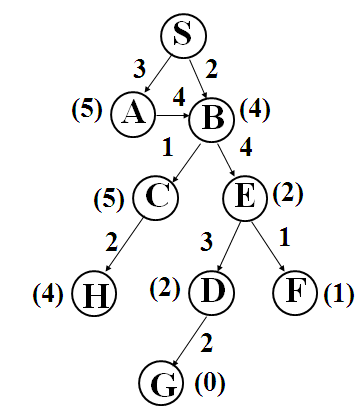 S
3 2
(5) A 4 B (4)
1 4
(5) C E (2)
2 3 1
(4) H (2) D F (1)
2
G (0)